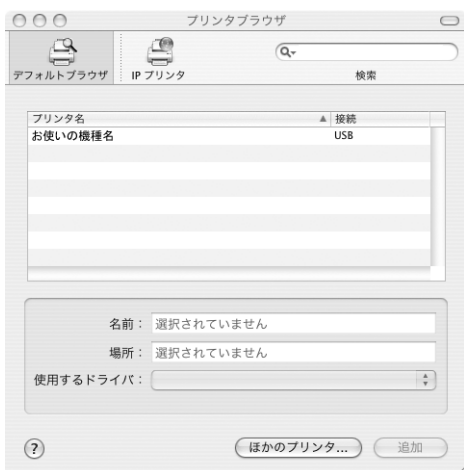 プリンタブラウザ
デフォルトブラウザ
IP プリンタ
検索
プリンタ名
接続
お使いの機種名
USB
名前：
選択されていません
場所：
選択されていません
使用するドライバ：
?
ほかのプリンタ...
追加